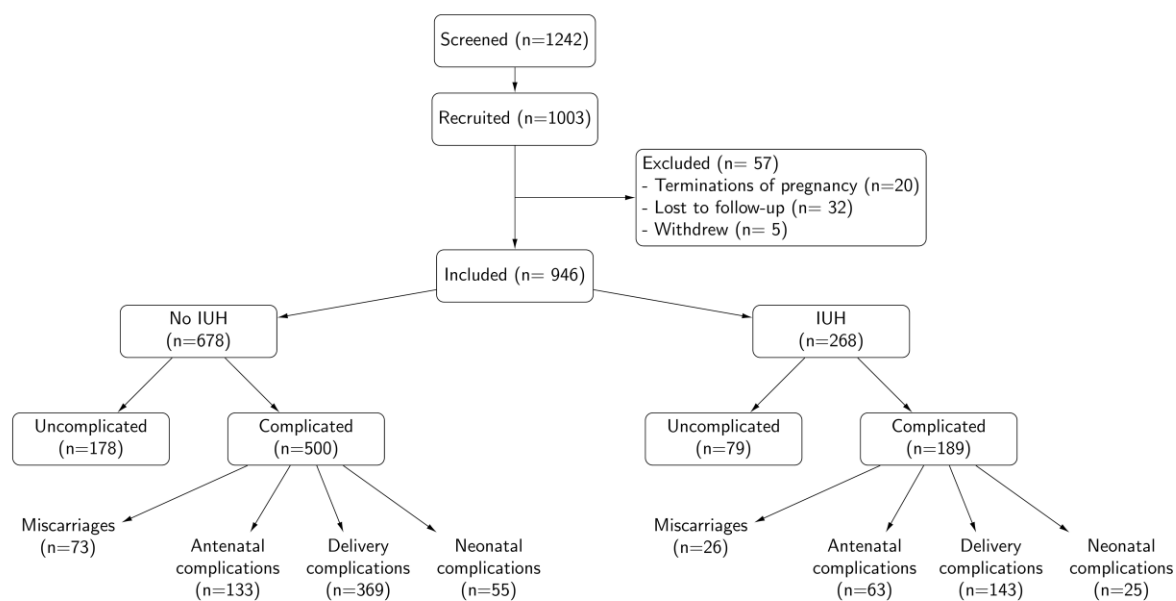 Screened (n=1242)
Recruited (n=1003)
Excluded (n= 57)
- Terminations of pregnancy (n=20)
- Lost to follow-up (n= 32)
- Withdrew (n= 5)
Included (n= 946)
No IUH
(n=678)
IUH
(n=268)
Uncomplicated
(n=178)
Complicated
(n=500)
Uncomplicated
(n=79)
Complicated
(n=189)
Miscarriages
(n=73)
Antenatal
complications
(n=133)
Delivery
complications
(n=369)
Neonatal
complications
(n=55)
Miscarriages
(n=26)
Antenatal
complications
(n=63)
Delivery
complications
(n=143)
Neonatal
complications
(n=25)